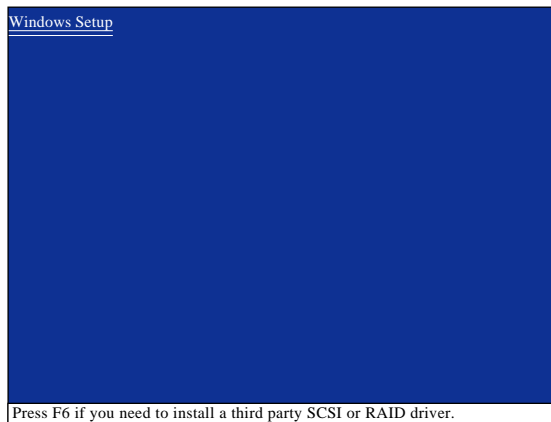 Windows Setup
Press F6 if you need to install a third party SCSI or RAID driver.